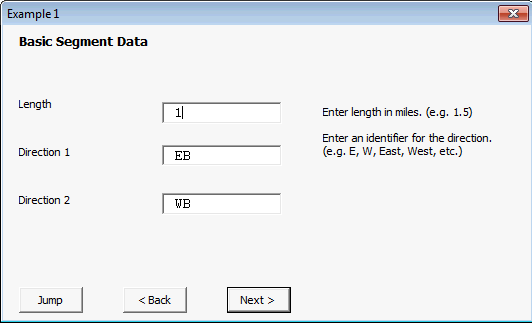 Example 1
Basic Segment Data
Length 1 Enter length in miles. (e.g. 1.5)
Enter an identifier for the direction.
Direction 1 EB (e.g. E, W, East, West, etc.)
Direction 2 WB
Jump < Back Next >